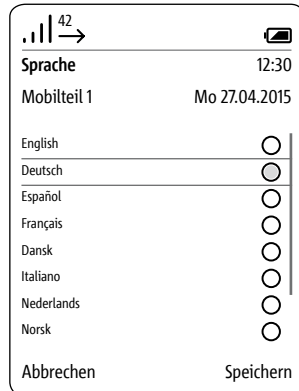 42
Sprache 12:30
Mobilteil 1 Mo 27.04.2015
English
Deutsch
Español
Français
Dansk
Italiano
Nederlands
Norsk
Abbrechen Speichern